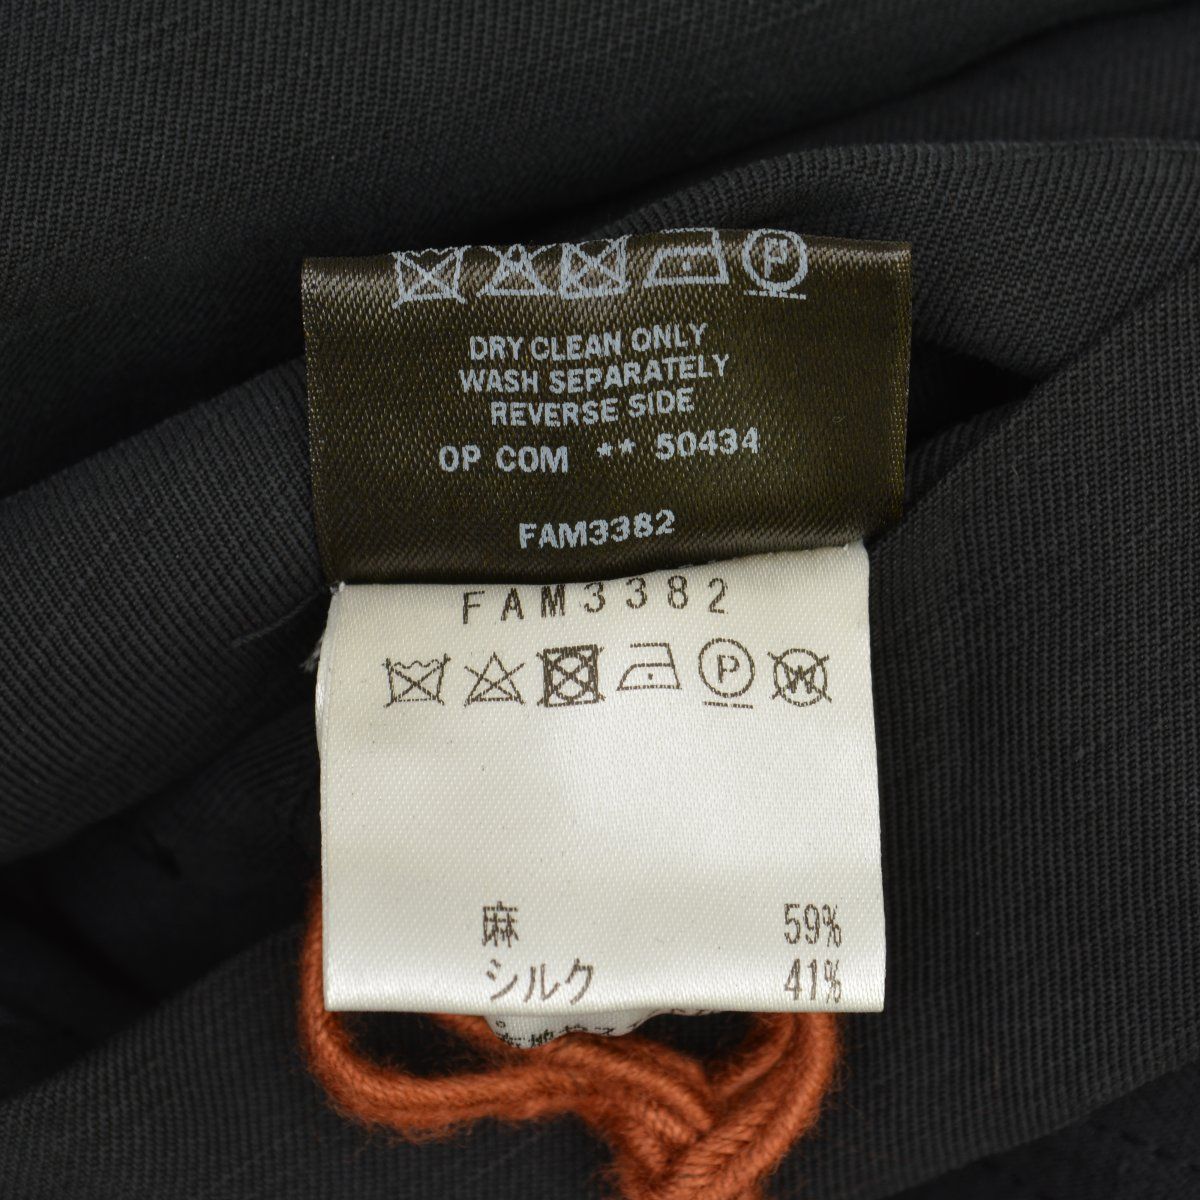 P
DRY CLEAN ONLY
WASH SEPARATELY
REVERSE SIDE
OP COM ** 50434
FAM3382
FAM3382
P W
麻 59%
シルク 41%